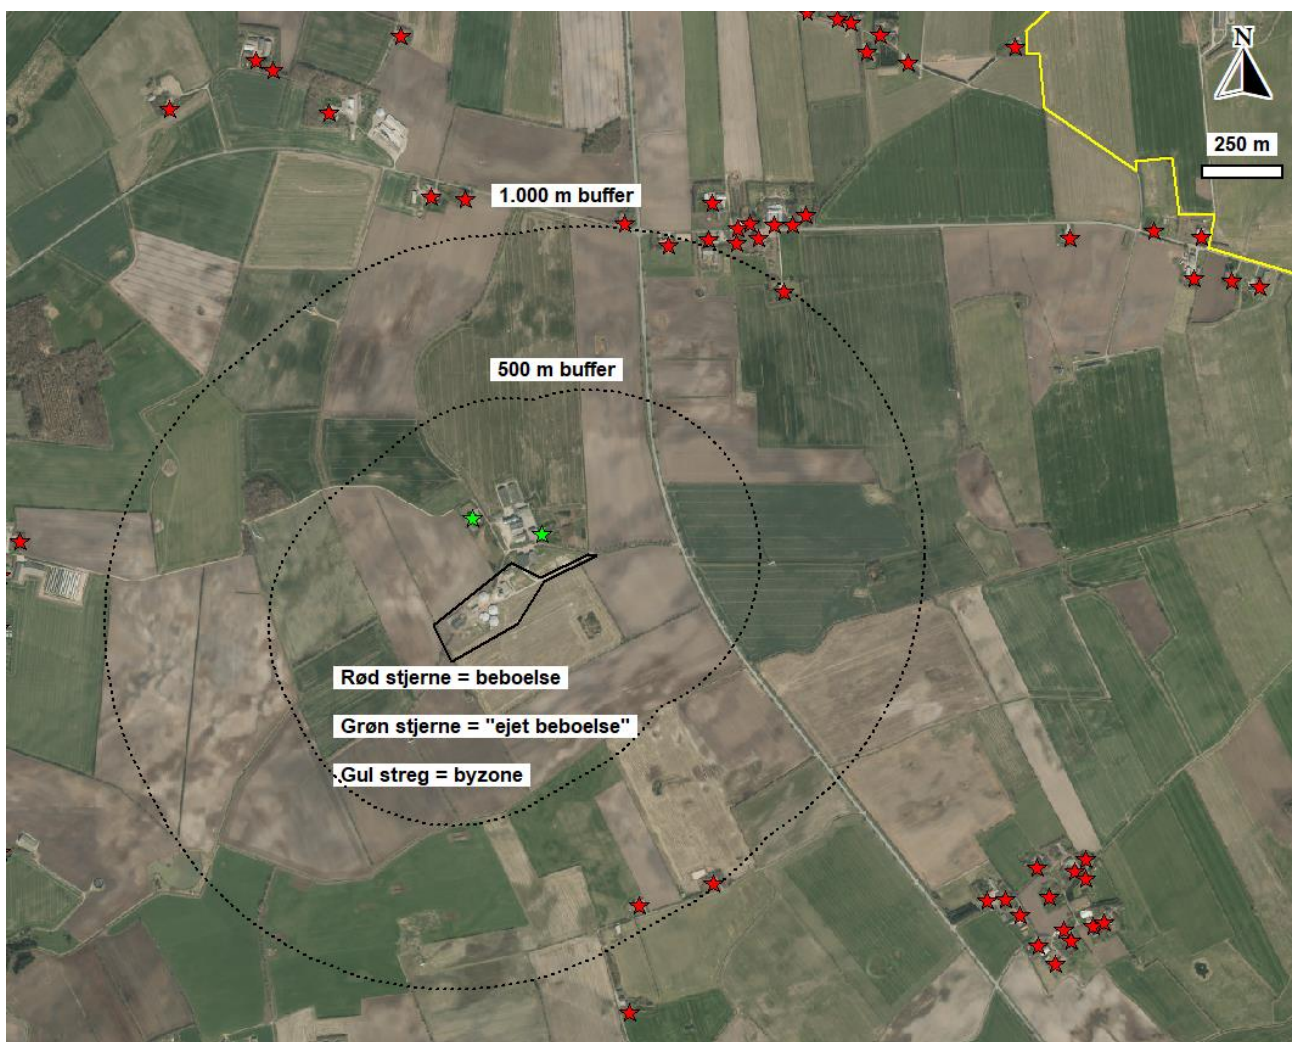 N
250 m
1.000 m buffer
500 m buffer
Rød stjerne = beboelse
Grøn stjerne = "ejet beboelse"
Gul streg = byzone